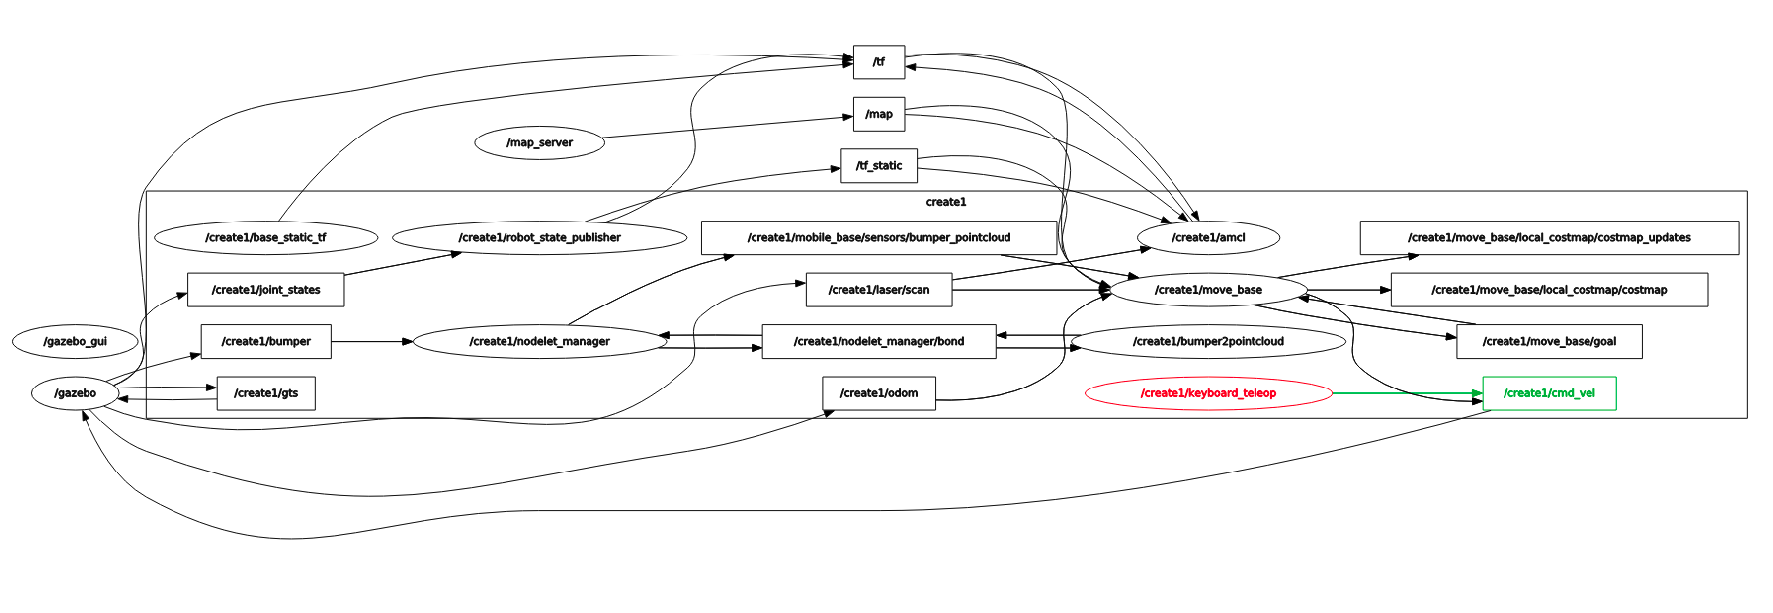 /tf
/map
/map_server
/tf_static
create1
/create1/base_static_tf
/create1/robot_state_publisher
/create1/mobile_base/sensors/bumper_pointcloud
/create1/amcl
/create1/move_base/local_costmap/costmap_updates
/create1/joint_states
/create1/laser/scan
/create1/move_base
/create1/move_base/local_costmap/costmap
/gazebo_gui
/create1/bumper
/create1/nodelet_manager
/create1/nodelet_manager/bond
/create1/bumper2pointcloud
/create1/move_base/goal
/gazebo
/create1/gts
/create1/odom
/create1/keyboard_teleop
/create1/cmd_vel